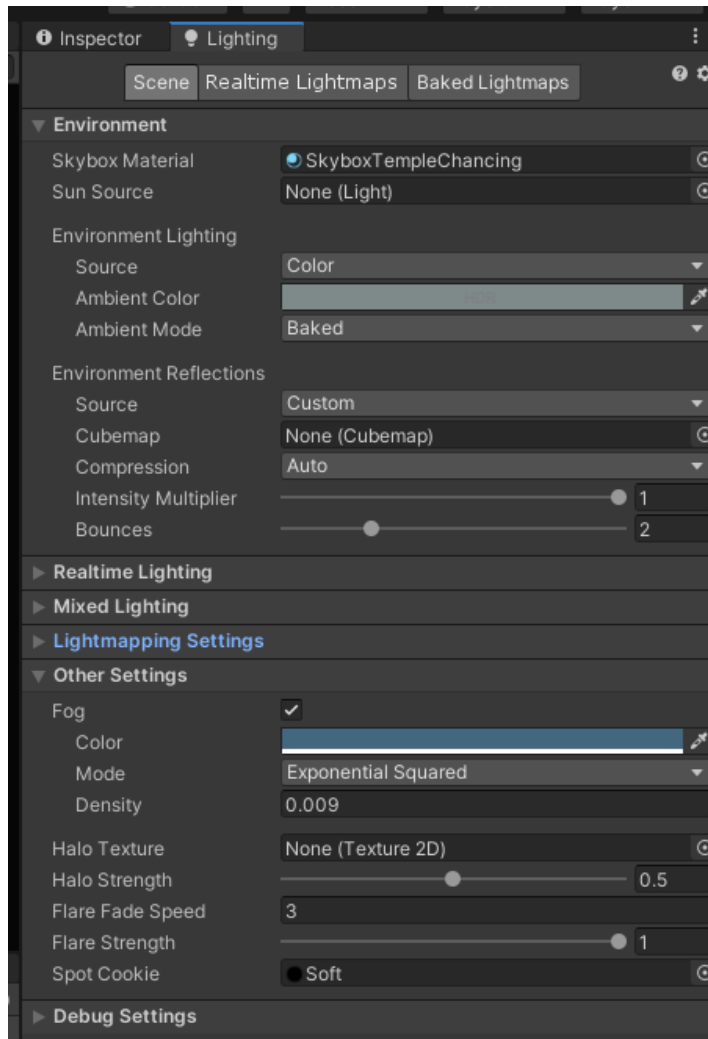 Inspector Lighting
Scene Realtime Lightmaps Baked Lightmaps
Environment
Skybox Material SkyboxTempleChancing
Sun Source None (Light)
Environment Lighting
Source Color
Ambient Color HDR
Ambient Mode Baked
Environment Reflections
Source Custom
Cubemap None (Cubemap)
Compression Auto
Intensity Multiplier 1
Bounces 2
Realtime Lighting
Mixed Lighting
Lightmapping Settings
Other Settings
Fog
Color
Mode Exponential Squared
Density 0.009
Halo Texture None (Texture 2D)
Halo Strength 0.5
Flare Fade Speed 3
Flare Strength 1
Spot Cookie Soft
Debug Settings